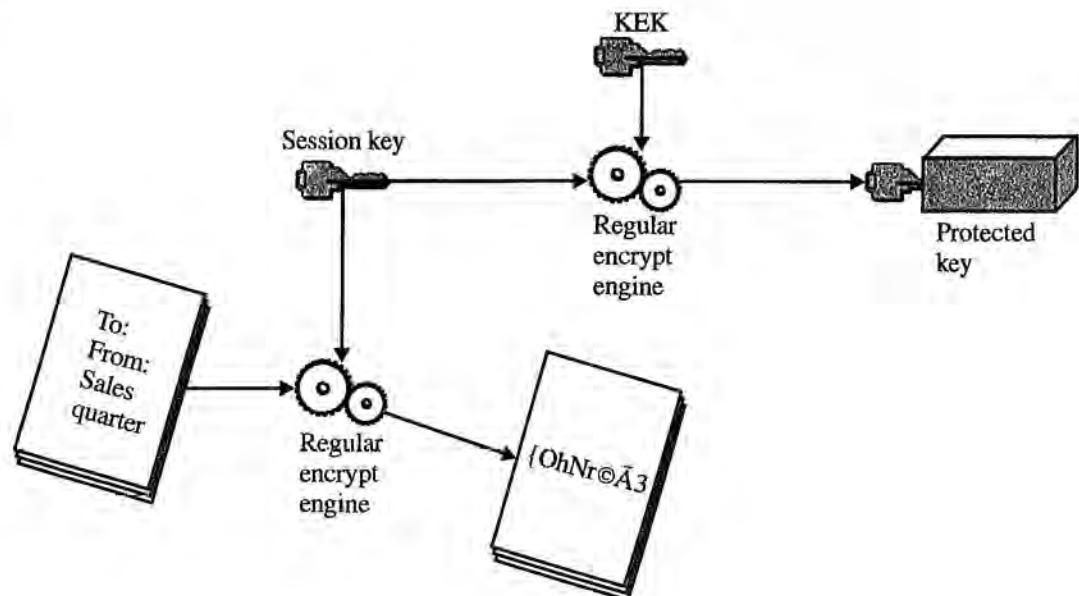 KEK
Session key
Regular
encrypt
engine
Protected
key
To:
From:
Sales
quarter
Regular
encrypt
engine
{OhNr©Ã3